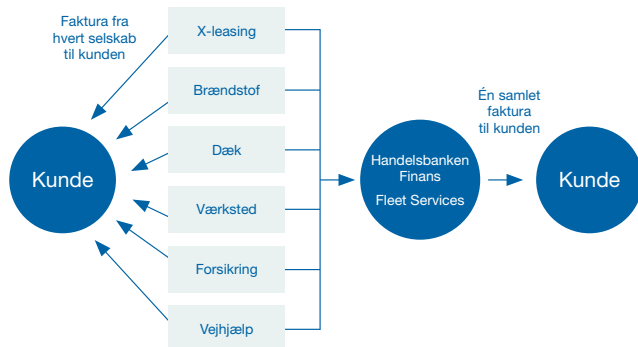 Faktura fra
hvert selskab
til kunden
Kunde
X-leasing
Brændstof
Dæk
Værksted
Forsikring
Vejhjælp
Handelsbanken
Finans
Fleet Services
Én samlet
faktura
til kunden
Kunde